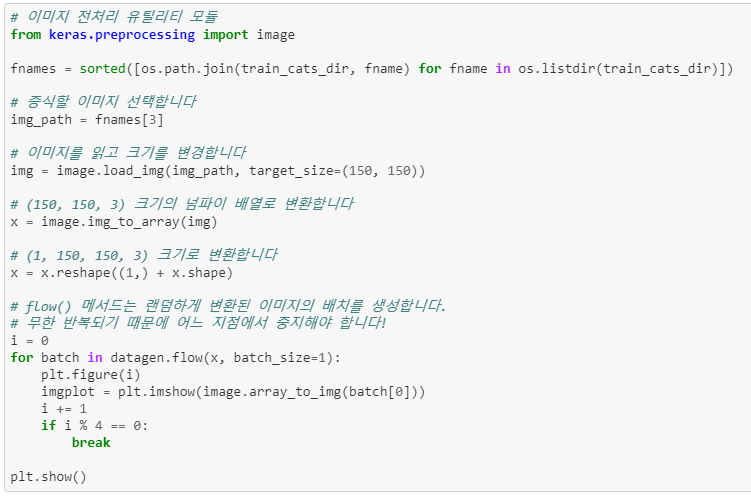 # 이미지 전처리 유틸리티 모듈
from keras.preprocessing import image
fnames = sorted([os.path.join(train_cats_dir, fname) for fname in os.listdir(train_cats_dir)])
# 증식할 이미지 선택합니다
img_path = fnames[3]
# 이미지를 읽고 크기를 변경합니다
img = image.load_img(img_path, target_size=(150, 150))
# (150, 150, 3) 크기의 넘파이 배열로 변환합니다
x = image.img_to_array(img)
# (1, 150, 150, 3) 크기로 변환합니다
x = x.reshape((1,) + x.shape)
# flow() 메서드는 랜덤하게 변환된 이미지의 배치를 생성합니다.
# 무한 반복되기 때문에 어느 지점에서 중지해야 합니다!
i = 0
for batch in datagen.flow(x, batch_size=1):
    plt.figure(i)
    imgplot = plt.imshow(image.array_to_img(batch[0]))
    i += 1
    if i % 4 == 0:
        break
plt.show()